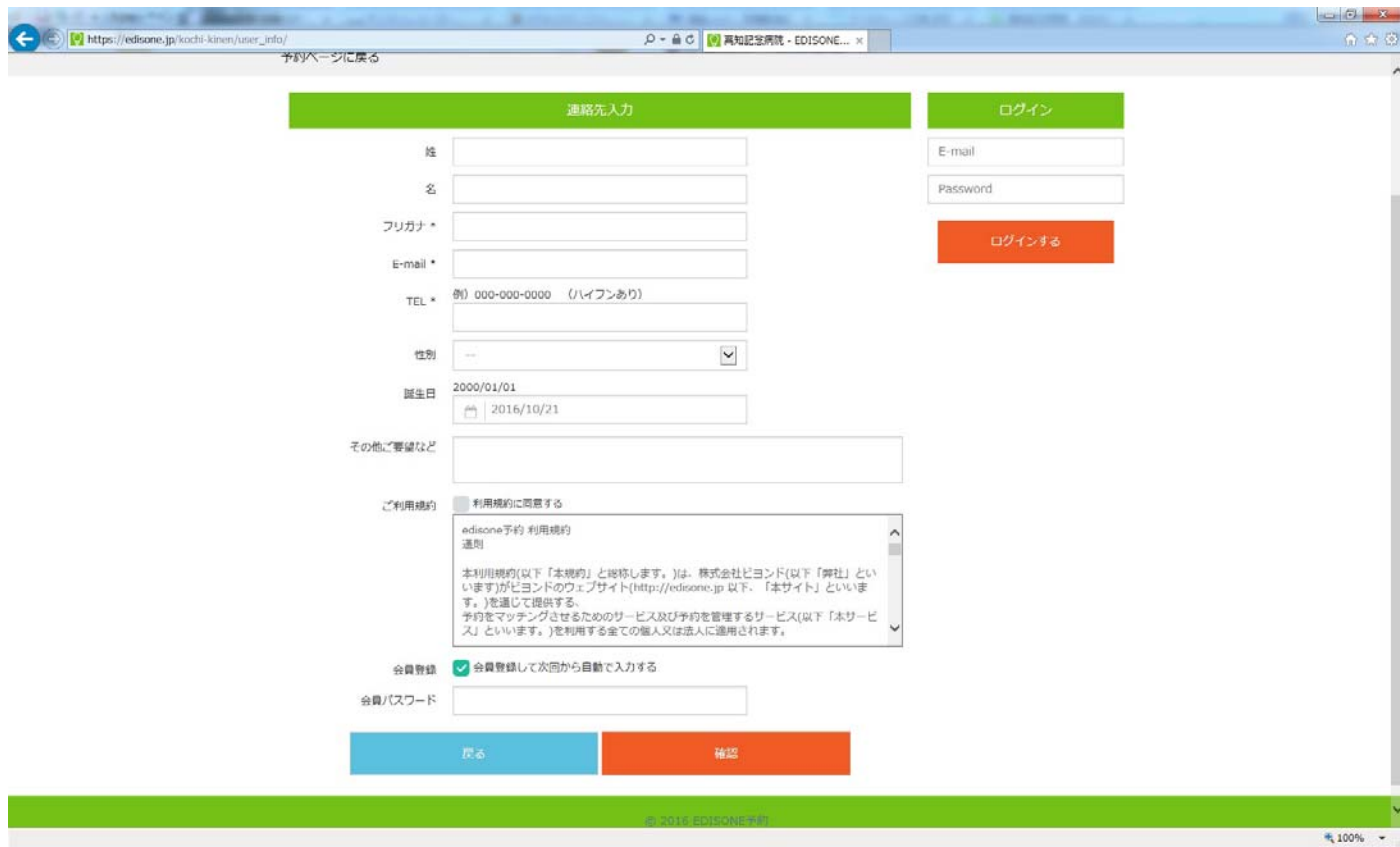 https://edisone.jp/kochi-kinen/user_info/
高知記念病院 - EDISONE...
予約ページに戻る
連絡先入力
姓
名
フリガナ *
E-mail *
TEL *
例）000-000-0000 （ハイフンあり）
性別
--
誕生日
2000/01/01
2016/10/21
その他ご要望など
ご利用規約
利用規約に同意する
edisone予約 利用規約
通則
本利用規約(以下「本規約」と総称します。)は、株式会社ビヨンド(以下「弊社」とい
います)がビヨンドのウェブサイト(http://edisone.jp 以下、「本サイト」といいま
す。)を通じて提供する、
予約をマッチングさせるためのサービス及び予約を管理するサービス(以下「本サービ
ス」といいます。)を利用する全ての個人又は法人に適用されます。
会員登録
会員登録して次回から自動で入力する
会員パスワード
戻る
確認
ログイン
E-mail
Password
ログインする
© 2016 EDISONE予約
100%